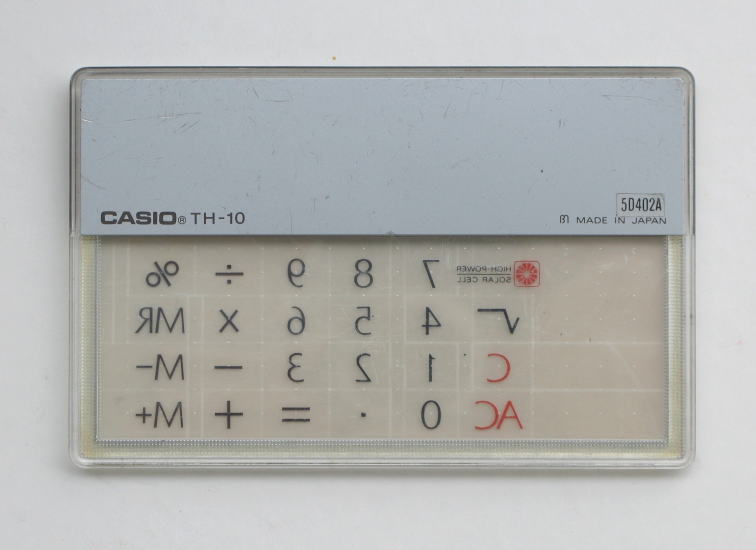 50402A
CASIO® TH-10
MADE IN JAPAN
% ÷ 9 8 7 HIGH-POWER
SOLAR CELL
MR × 6 5 4 √
M− − 3 2 1 C
M+ + = · 0 AC